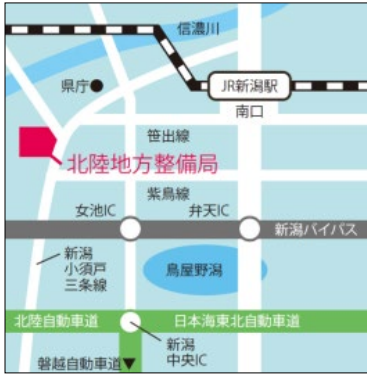 信濃川
県庁
JR新潟駅
南口
笹出線
北陸地方整備局
紫鳥線
女池IC
弁天IC
新潟バイパス
新潟
小須戸
三条線
鳥屋野潟
北陸自動車道
日本海東北自動車道
新潟
中央IC
磐越自動車道▼